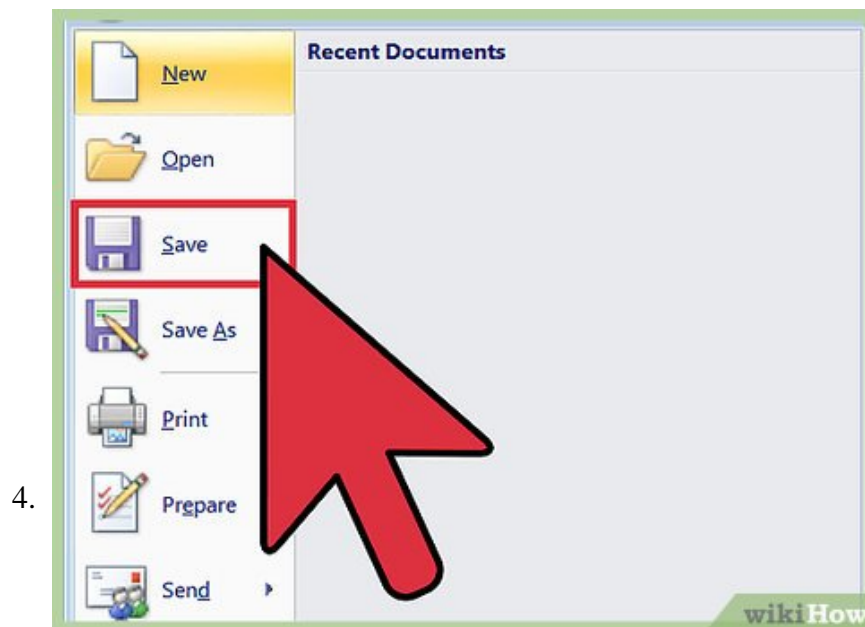 Recent Documents
New
Open
Save
Save As
Print
4.
Prepare
Send
wikiHow